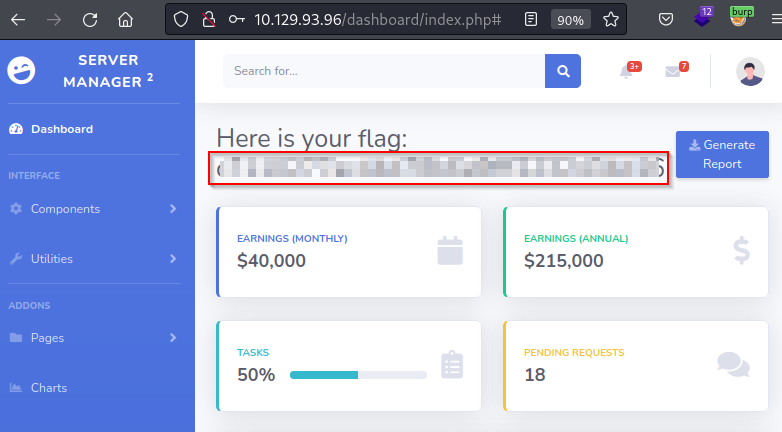 10.129.93.96/dashboard/index.php#
90%
12
burp
SERVER
MANAGER 2
Search for...
3+
7
Dashboard
Here is your flag:
Generate
Report
INTERFACE
Components
EARNINGS (MONTHLY)
$40,000
EARNINGS (ANNUAL)
$215,000
Utilities
ADDONS
Pages
TASKS
50%
PENDING REQUESTS
18
Charts